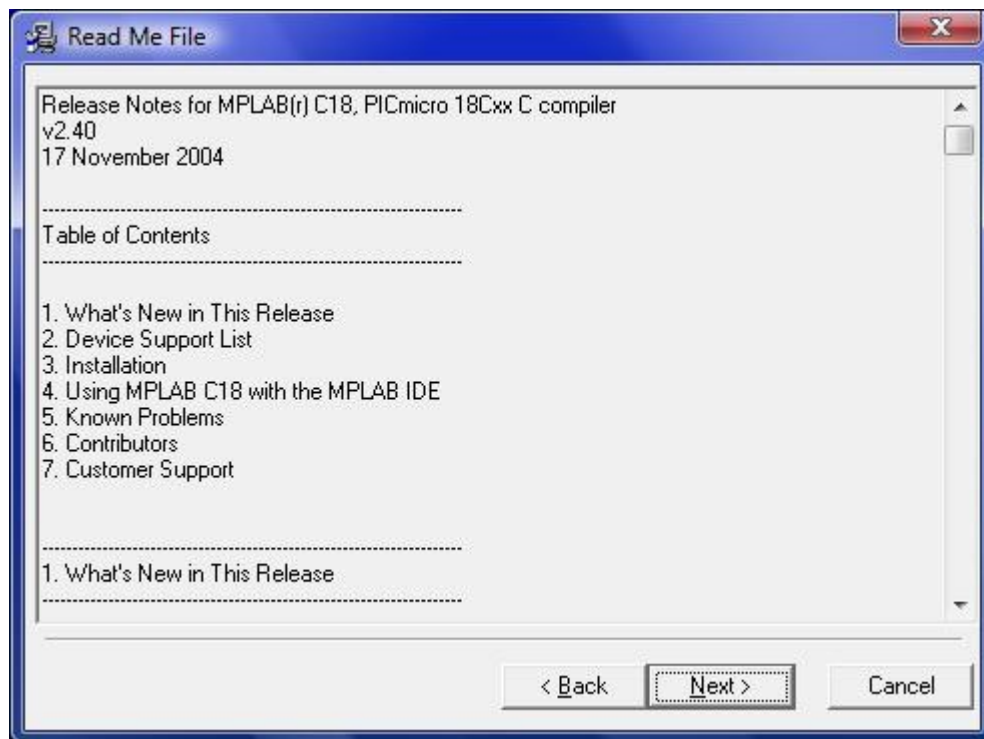 Read Me File
Release Notes for MPLAB(r) C18, PICmicro 18Cxx C compiler
v2.40
17 November 2004
----------------------------------------------------------------------
Table of Contents
----------------------------------------------------------------------
1. What's New in This Release
2. Device Support List
3. Installation
4. Using MPLAB C18 with the MPLAB IDE
5. Known Problems
6. Contributors
7. Customer Support
----------------------------------------------------------------------
1. What's New in This Release
----------------------------------------------------------------------
< Back Next > Cancel